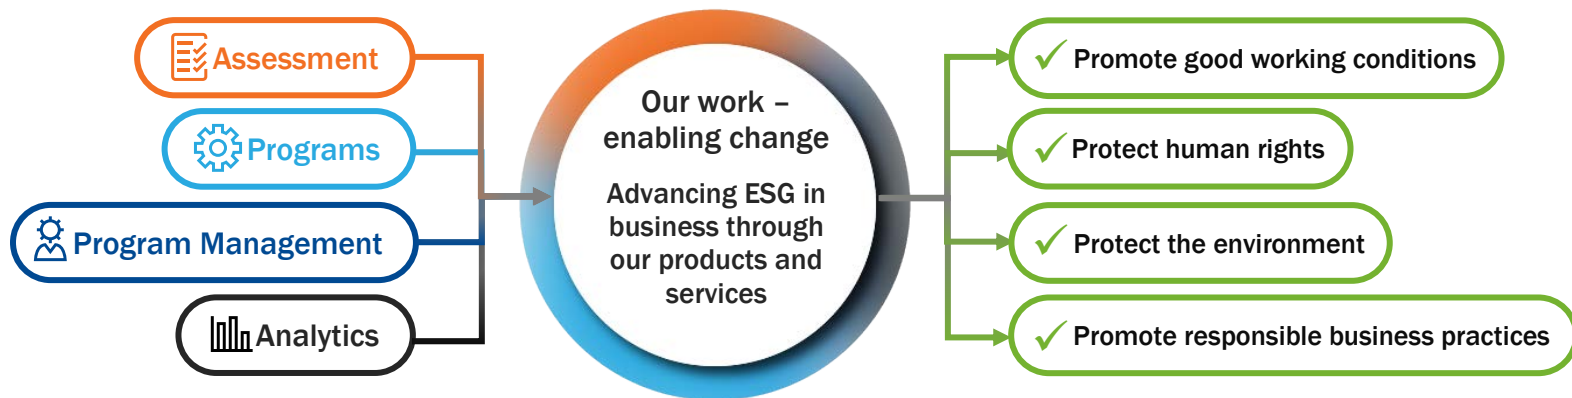 Assessment
Programs
Program Management
Analytics
Our work –
enabling change
Advancing ESG in
business through
our products and
services
Promote good working conditions
Protect human rights
Protect the environment
Promote responsible business practices